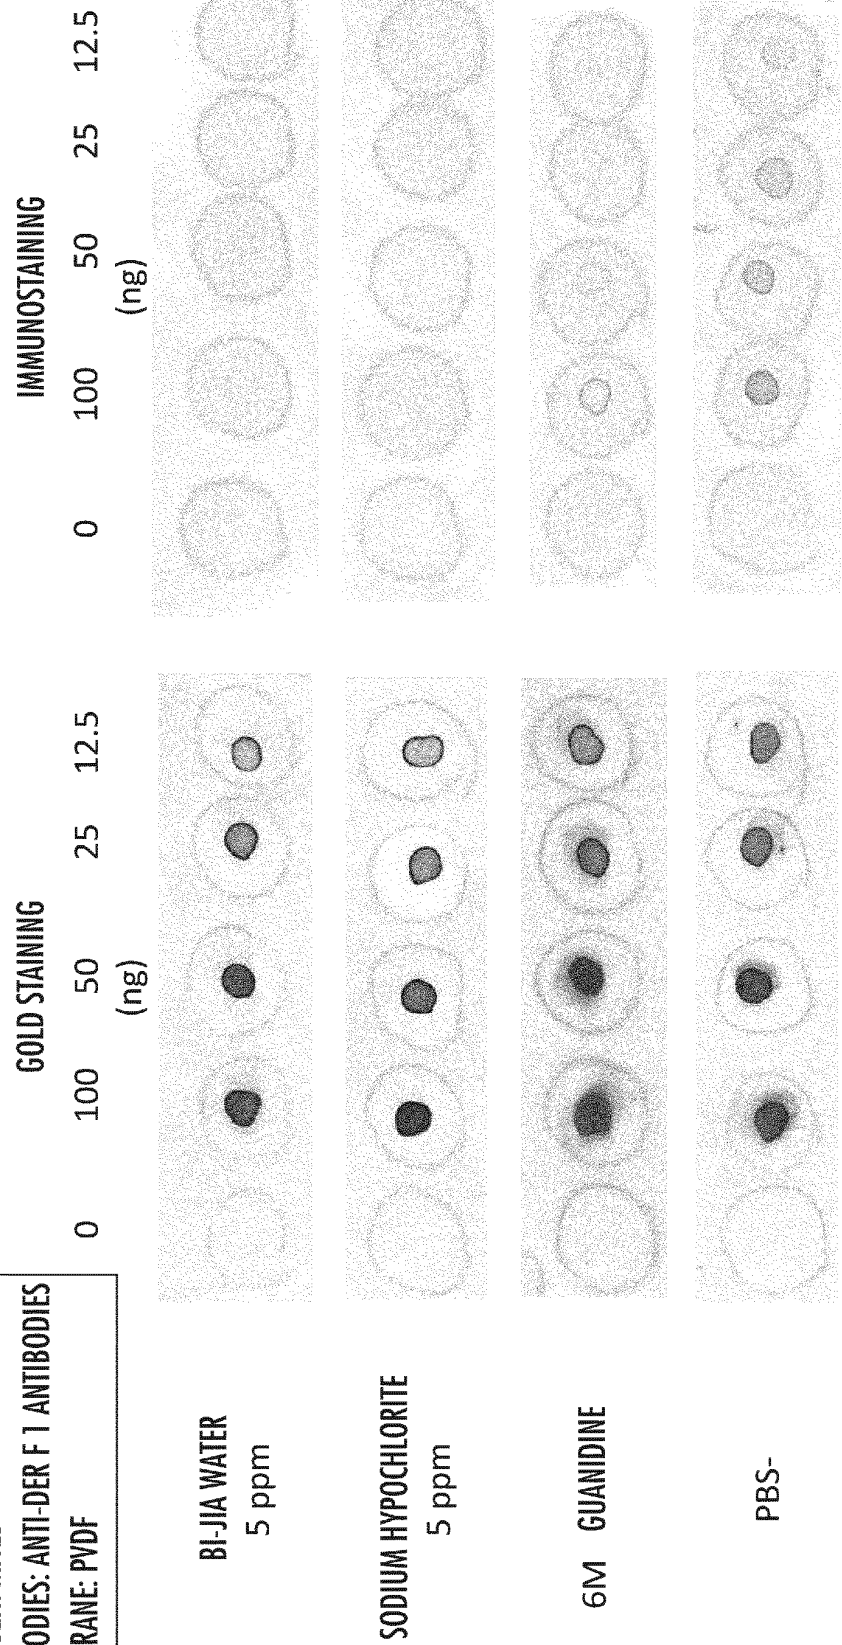 ODIES: ANTI-DER F 1 ANTIBODIES
RANE: PVDF
GOLD STAINING
0 100 50 25 12.5
(ng)
IMMUNOSTAINING
0 100 50 25 12.5
(ng)
BI-JIA WATER
5 ppm
SODIUM HYPOCHLORITE
5 ppm
6M GUANIDINE
PBS-